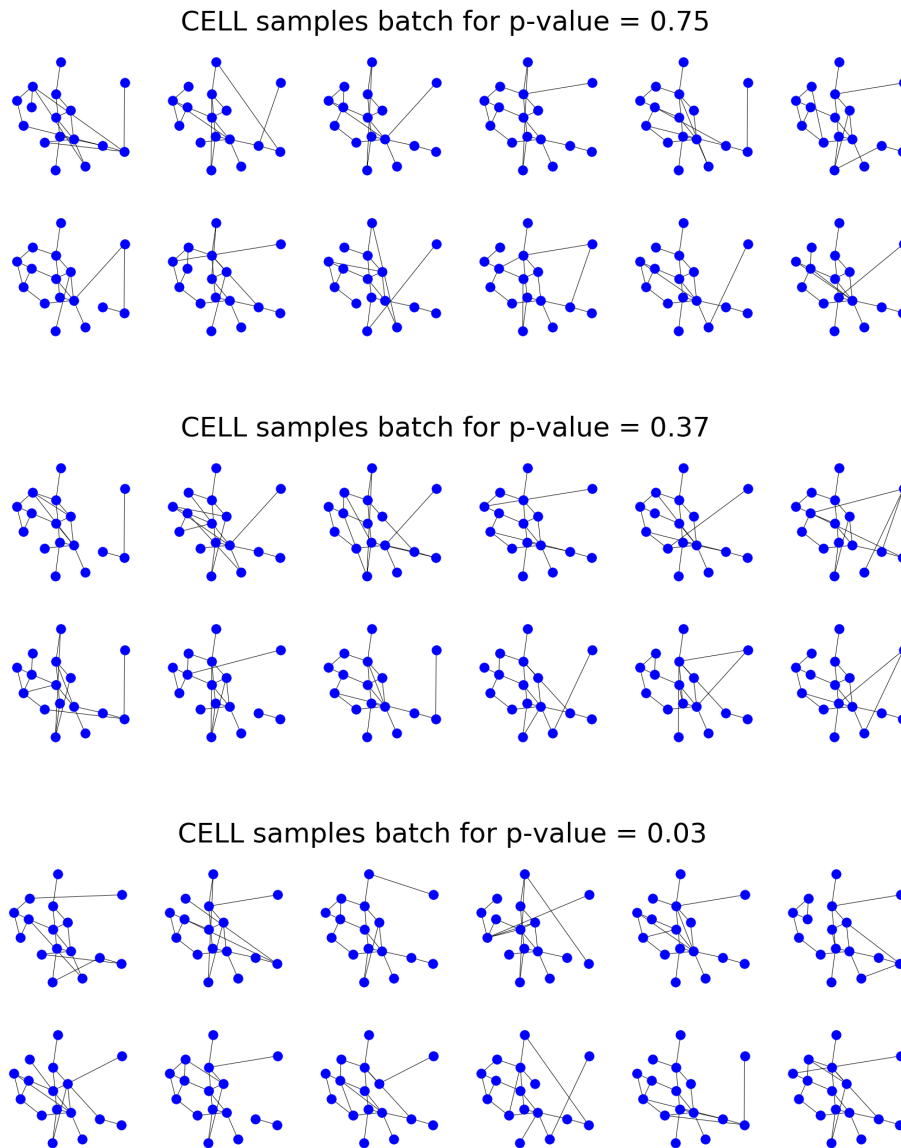 CELL samples batch for p-value = 0.75
CELL samples batch for p-value = 0.37
CELL samples batch for p-value = 0.03